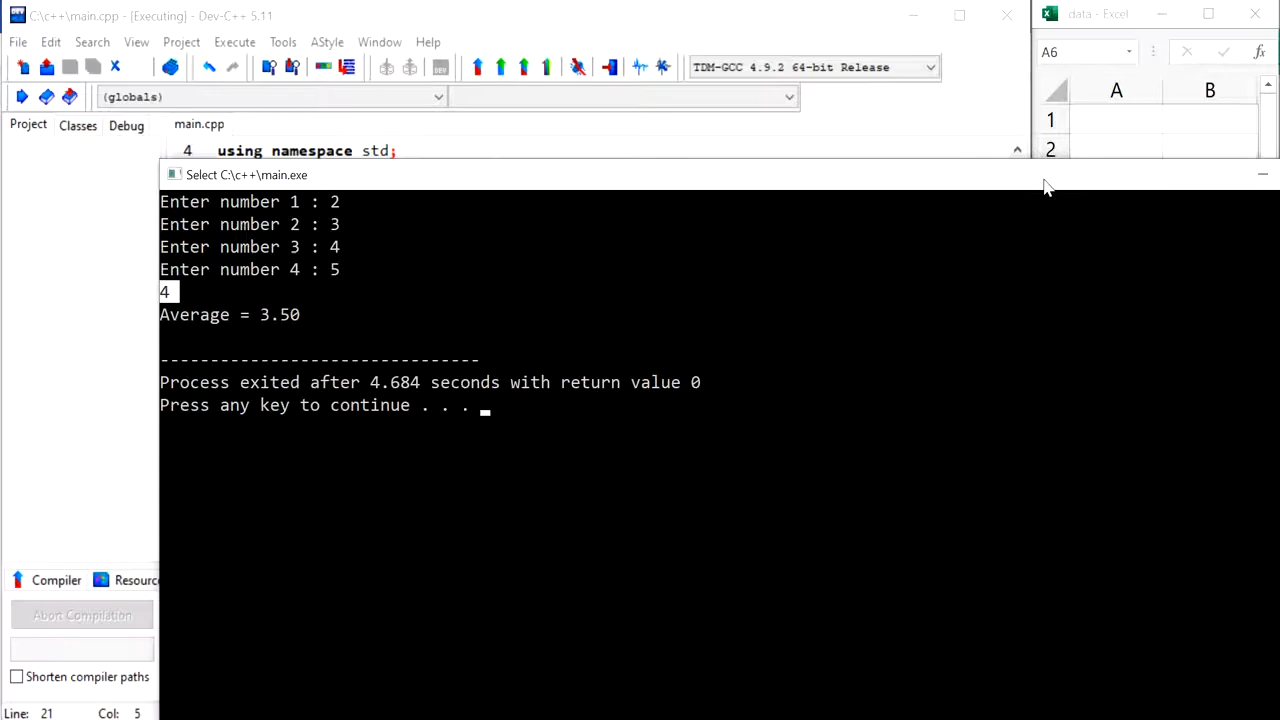 C:\c++\main.cpp - [Executing] - Dev-C++ 5.11
data - Excel
File Edit Search View Project Execute Tools AStyle Window Help
A6
fx
TDM-GCC 4.9.2 64-bit Release
(globals)
A B
Project Classes Debug
main.cpp
1
4 using namespace std;
2
Select C:\c++\main.exe
Enter number 1 : 2
Enter number 2 : 3
Enter number 3 : 4
Enter number 4 : 5
4
Average = 3.50
--------------------------------
Process exited after 4.684 seconds with return value 0
Press any key to continue . . .
Compiler Resourc
Abort Compilation
Shorten compiler paths
Line: 21 Col: 5